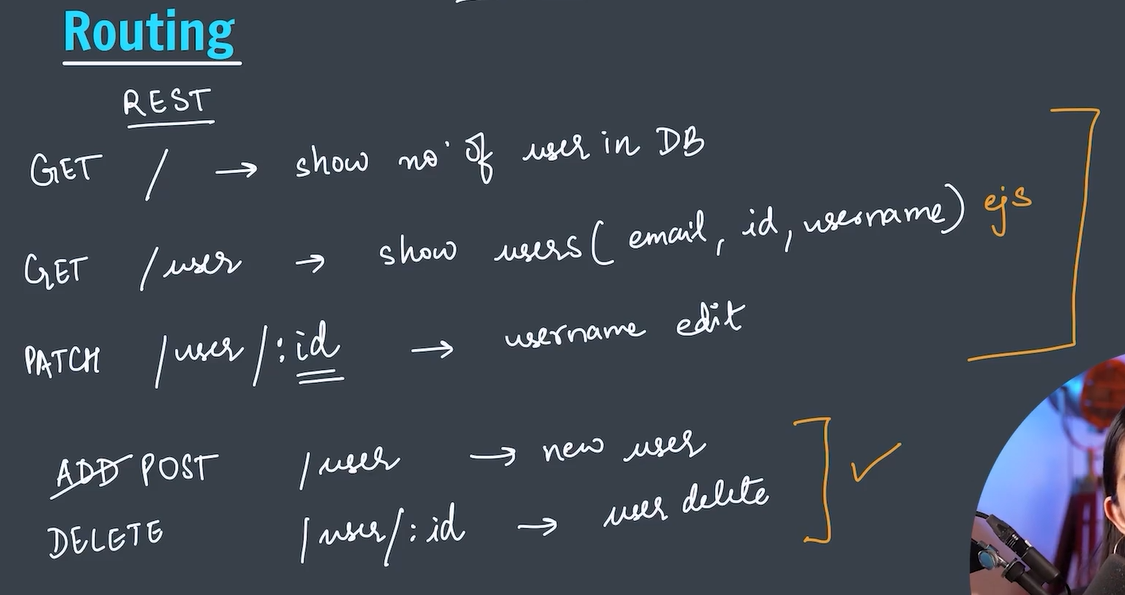 Routing
REST
GET / → show no. of user in DB
GET /user → show users (email, id, username) ejs
PATCH /user/:id → username edit
ADD POST /user → new user
DELETE /user/:id → user delete